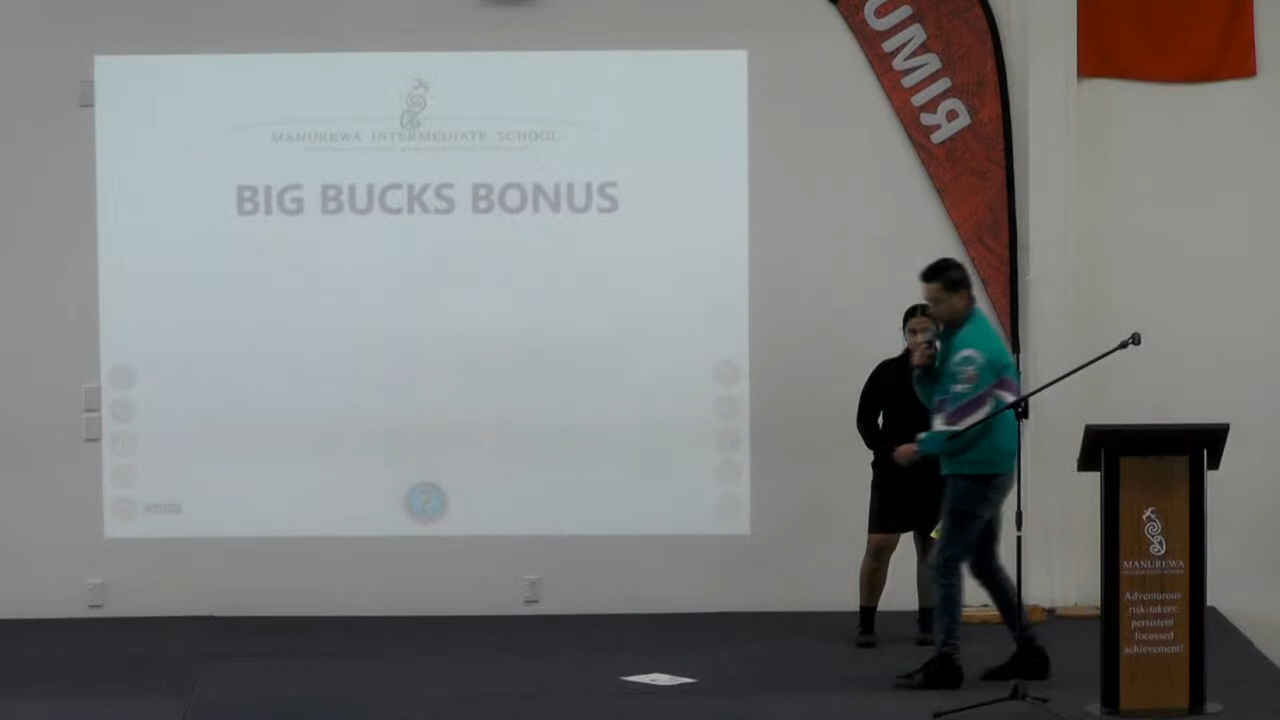 MANUREWA INTERMEDIATE SCHOOL
BIG BUCKS BONUS
?
RIMU
MANUREWA
INTERMEDIATE SCHOOL
Adventurous
risk-takers;
persistent
focussed
achievement!